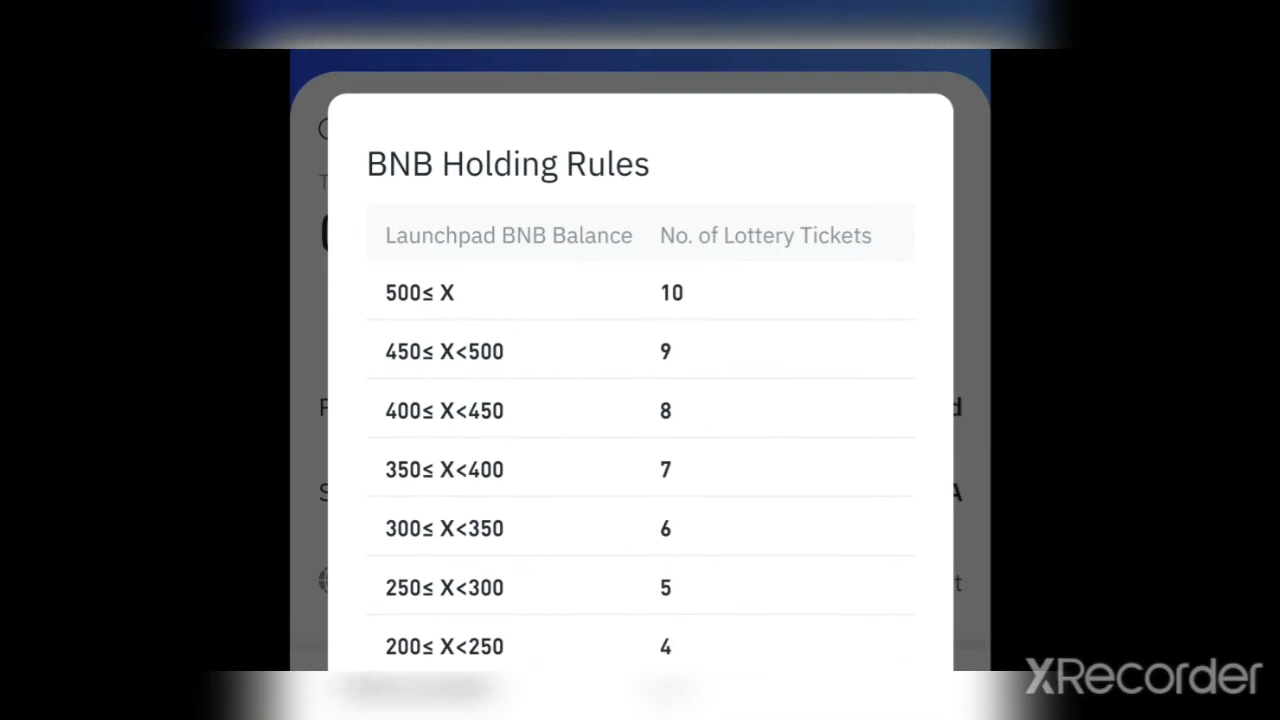 BNB Holding Rules
Launchpad BNB Balance No. of Lottery Tickets
500≤ X 10
450≤ X<500 9
400≤ X<450 8
350≤ X<400 7
300≤ X<350 6
250≤ X<300 5
200≤ X<250 4
XRecorder